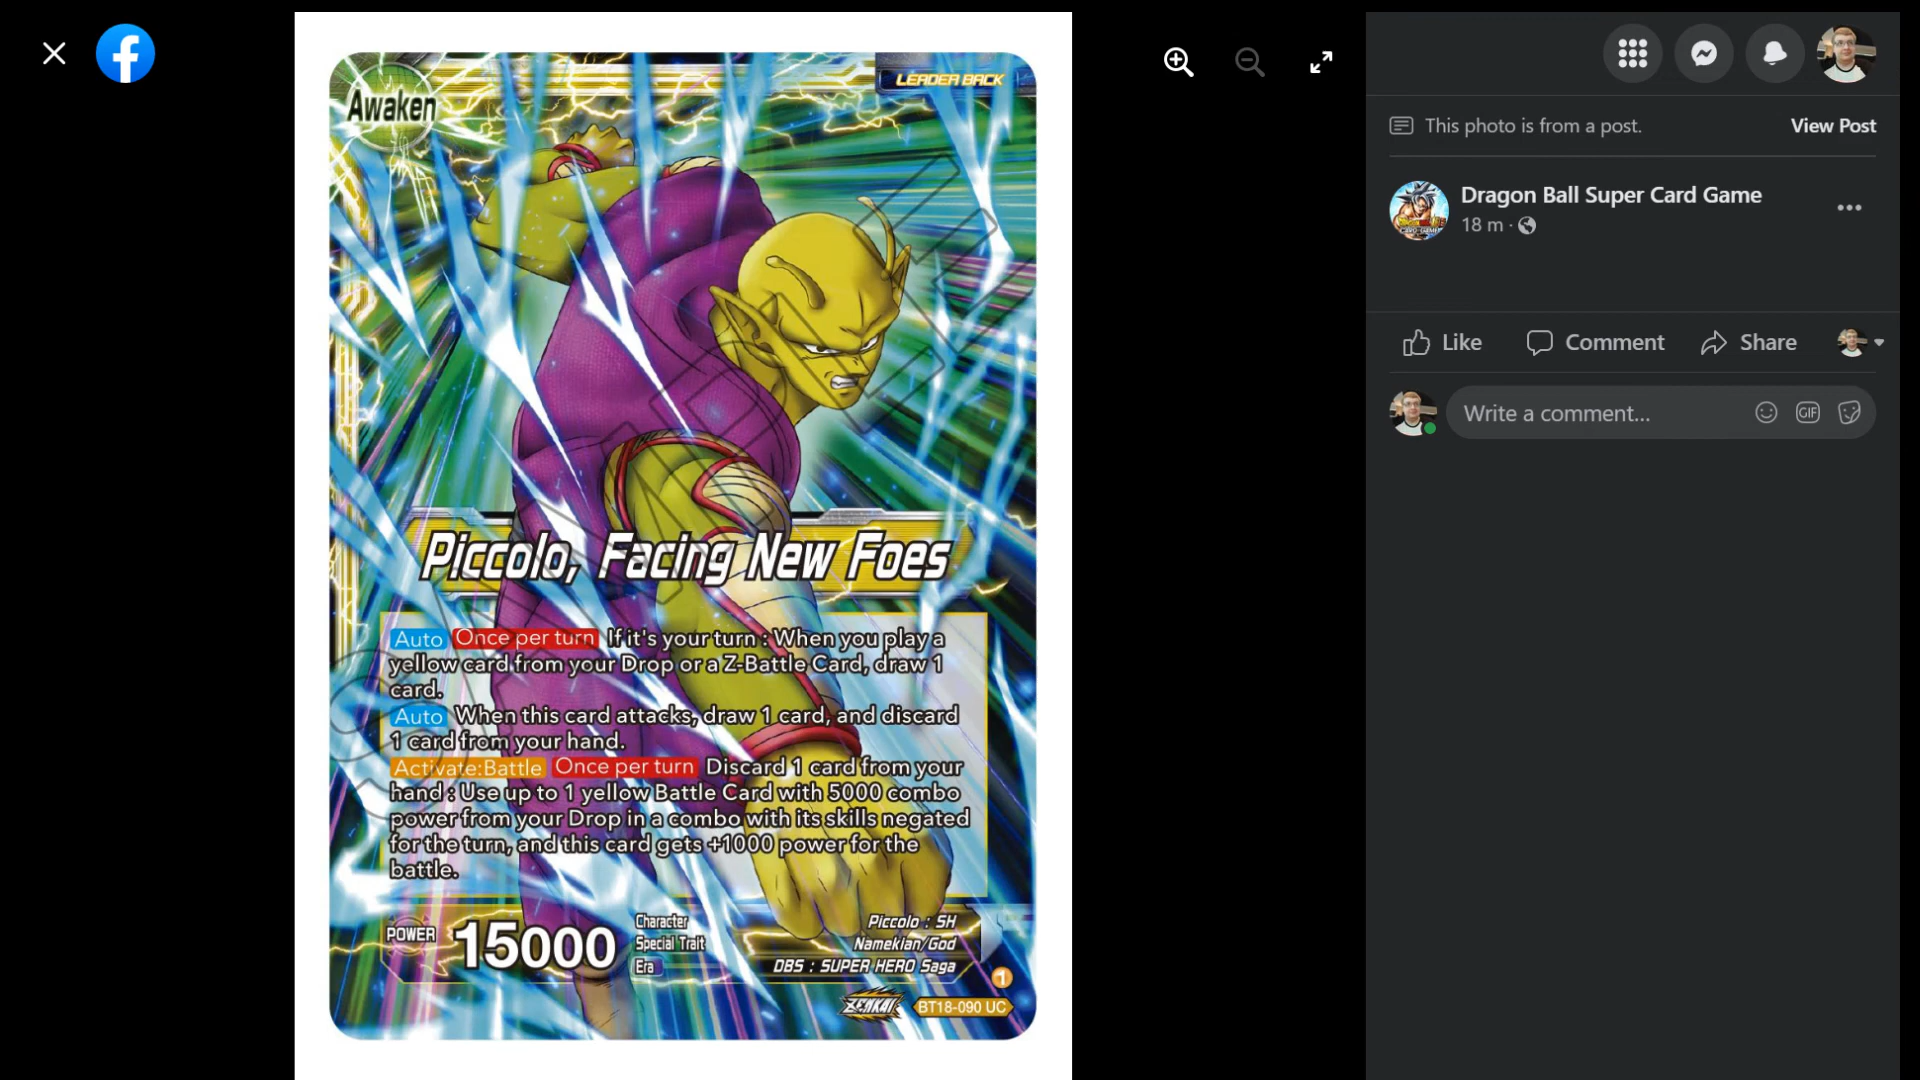 Awaken
LEADER BACK
Piccolo, Facing New Foes
Auto Once per turn If it's your turn : When you play a
yellow card from your Drop or a Z-Battle Card, draw 1
card.
Auto When this card attacks, draw 1 card, and discard
1 card from your hand.
Activate:Battle Once per turn Discard 1 card from your
hand : Use up to 1 yellow Battle Card with 5000 combo
power from your Drop in a combo with its skills negated
for the turn, and this card gets +1000 power for the
battle.
POWER 15000
Character Piccolo : SH
Special Trait Namekian/God
Era DBS : SUPER HERO Saga
1
ZENKAI BT18-090 UC
This photo is from a post. View Post
Dragon Ball Super Card Game
18 m ·
Like Comment Share
Write a comment...
GIF